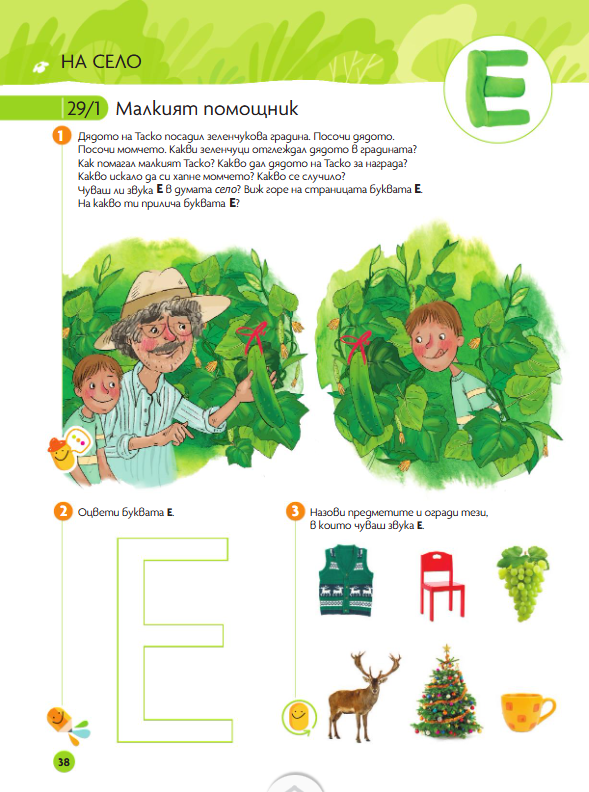 НА СЕЛО
Е
29/1 Малкият помощник
1 Дядото на Таско посадил зеленчукова градина. Посочи дядото.
Посочи момчето. Какви зеленчуци отглеждал дядото в градината?
Как помагал малкият Таско? Какво дал дядото на Таско за награда?
Какво искало да си хапне момчето? Какво се случило?
Чуваш ли звука Е в думата село? Виж горе на страницата буквата Е.
На какво ти прилича буквата Е?
2 Оцвети буквата Е.
Е
3 Назови предметите и огради тези,
в които чуваш звука Е.
38